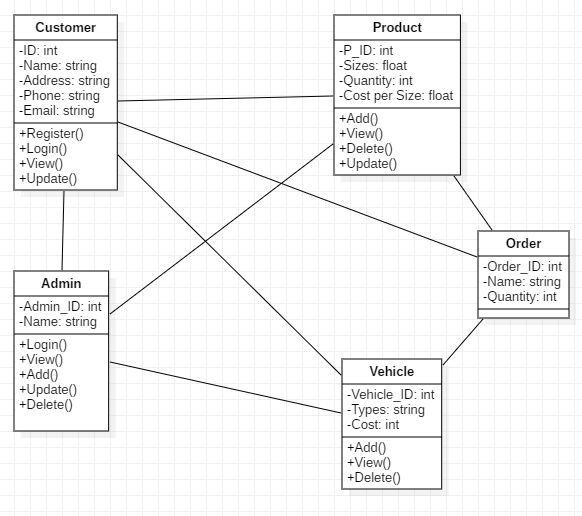 Customer
-ID: int
-Name: string
-Address: string
-Phone: string
-Email: string
+Register()
+Login()
+View()
+Update()
Product
-P_ID: int
-Sizes: float
-Quantity: int
-Cost per Size: float
+Add()
+View()
+Delete()
+Update()
Order
-Order_ID: int
-Name: string
-Quantity: int
Admin
-Admin_ID: int
-Name: string
+Login()
+View()
+Add()
+Update()
+Delete()
Vehicle
-Vehicle_ID: int
-Types: string
-Cost: int
+Add()
+View()
+Delete()